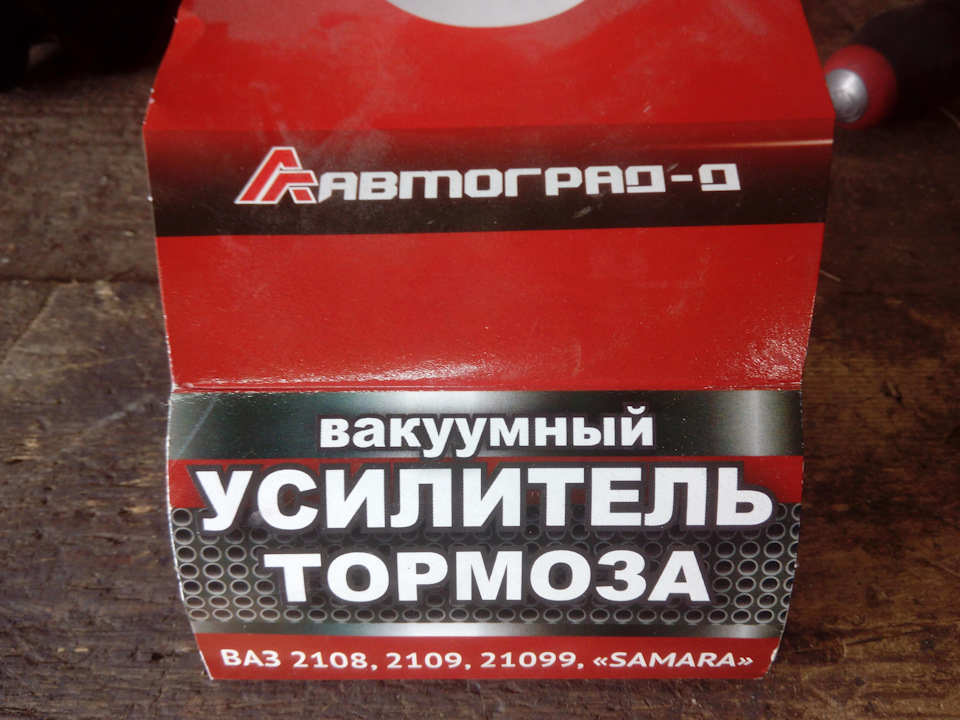 АВТОГРАД-Д
вакуумный
УСИЛИТЕЛЬ
ТОРМОЗА
ВАЗ 2108, 2109, 21099, «SAMARA»